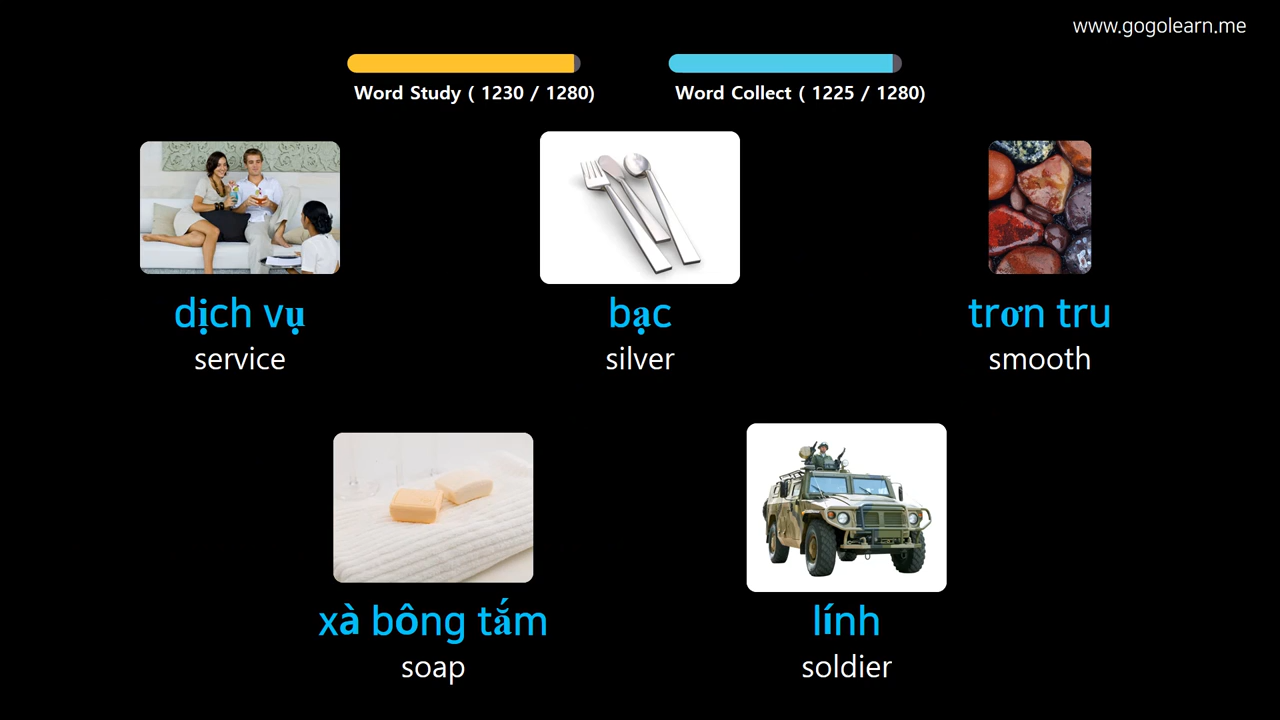 www.gogolearn.me
Word Study ( 1230 / 1280)
Word Collect ( 1225 / 1280)
dịch vụ
service
bạc
silver
trơn tru
smooth
xà bông tắm
soap
lính
soldier